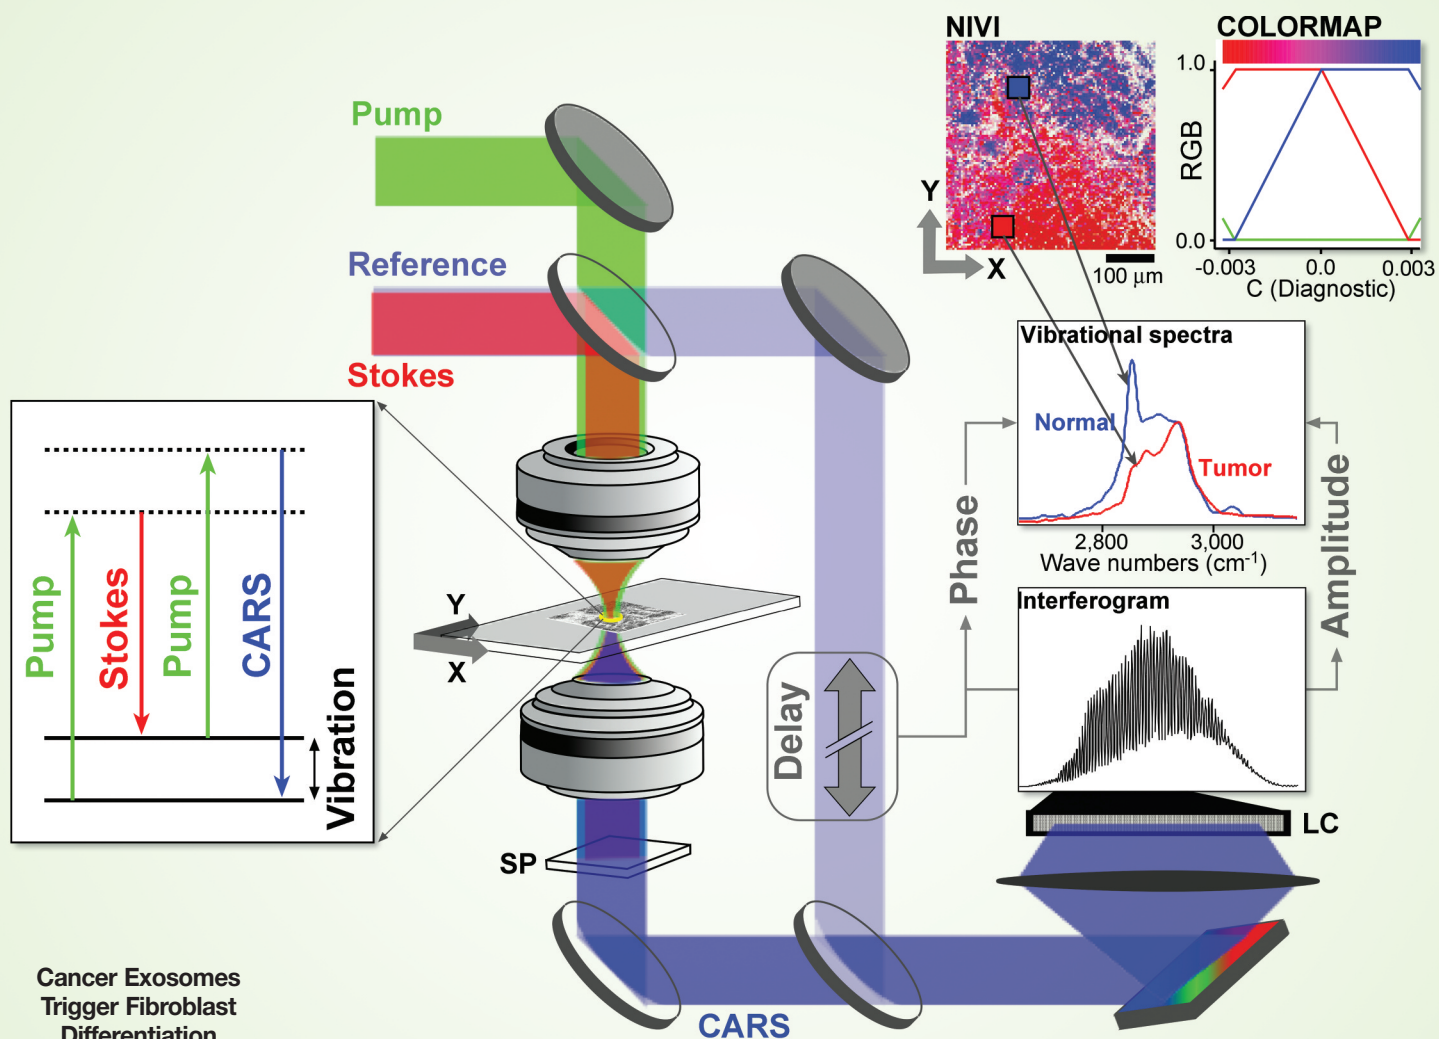 NIVI
COLORMAP
Pump
1.0
RGB
0.0
-0.003
0.0
0.003
C (Diagnostic)
Y
X
100 µm
Reference
Stokes
Vibrational spectra
Normal
Tumor
2,800
3,000
Wave numbers (cm-1)
Phase
Amplitude
Interferogram
Pump
Stokes
Pump
CARS
Vibration
Y
X
Delay
LC
SP
CARS
Cancer Exosomes
Trigger Fibroblast
Differentiation